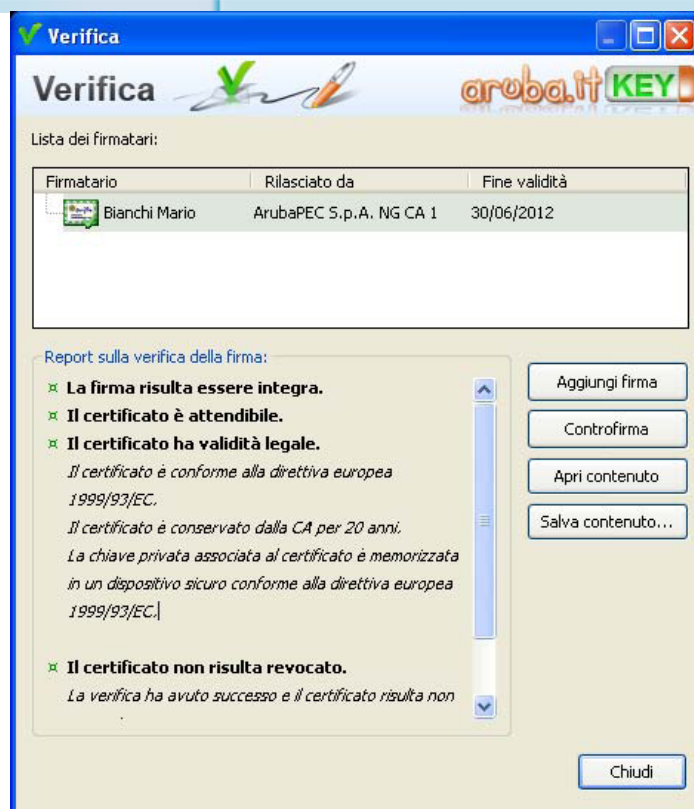 Verifica
Verifica
aruba.it KEY
Lista dei firmatari:
Firmatario Rilasciato da Fine validità
Bianchi Mario ArubaPEC S.p.A. NG CA 1 30/06/2012
Report sulla verifica della firma:
La firma risulta essere integra.
Il certificato è attendibile.
Il certificato ha validità legale.
Il certificato è conforme alla direttiva europea
1999/93/EC.
Il certificato è conservato dalla CA per 20 anni.
La chiave privata associata al certificato è memorizzata
in un dispositivo sicuro conforme alla direttiva europea
1999/93/EC.
Il certificato non risulta revocato.
La verifica ha avuto successo e il certificato risulta non
Aggiungi firma
Controfirma
Apri contenuto
Salva contenuto...
Chiudi